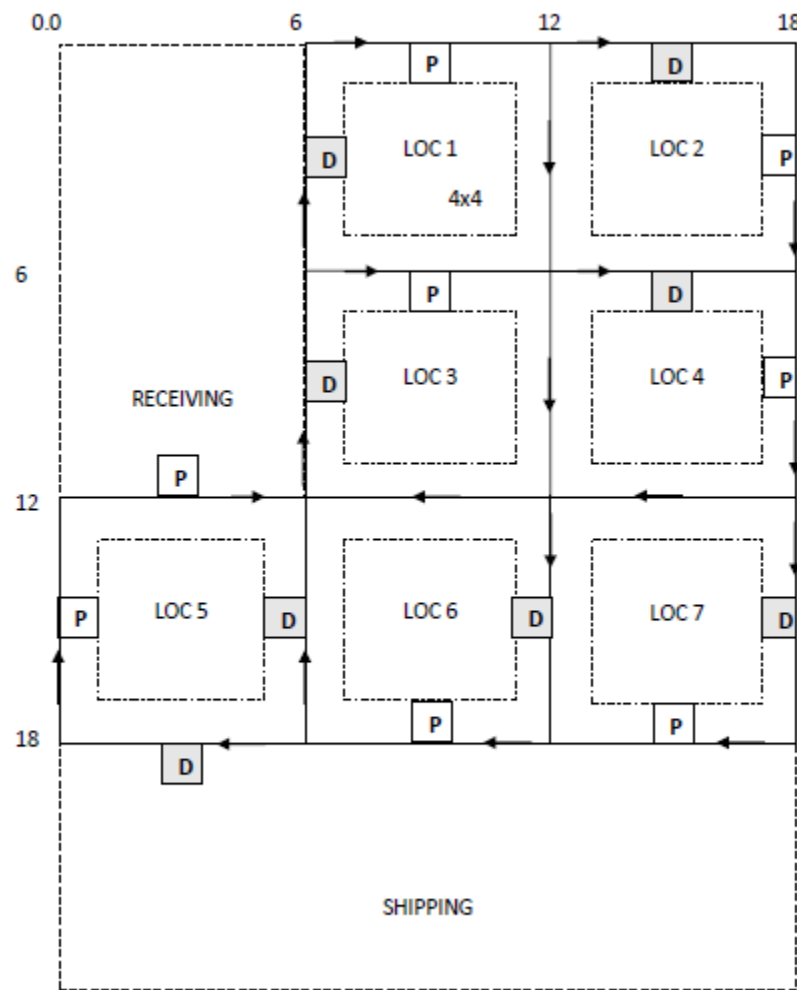 0.0 6 12 18
P D
D LOC 1 LOC 2 P
4x4
6
P D
D LOC 3 LOC 4 P
RECEIVING
P
12
P LOC 5 D LOC 6 D LOC 7 D
P P
18
D
SHIPPING